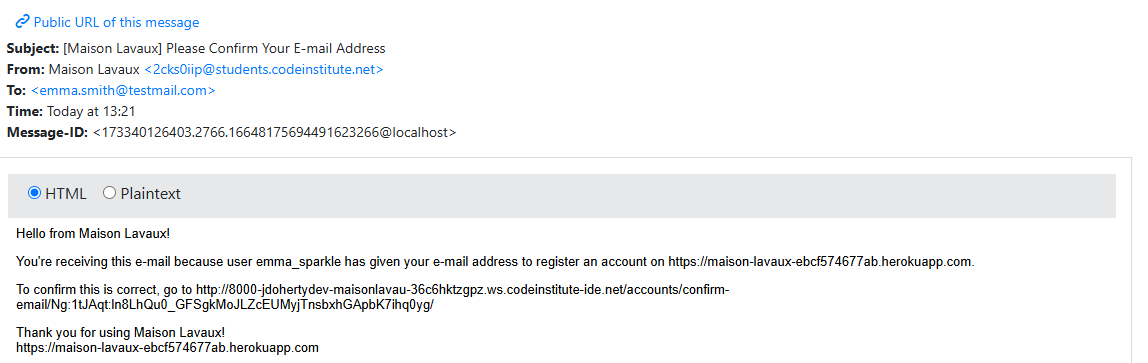 Public URL of this message
Subject: [Maison Lavaux] Please Confirm Your E-mail Address
From: Maison Lavaux <2cks0iip@students.codeinstitute.net>
To: <emma.smith@testmail.com>
Time: Today at 13:21
Message-ID: <173340126403.2766.16648175694491623266@localhost>
HTML Plaintext
Hello from Maison Lavaux!
You're receiving this e-mail because user emma_sparkle has given your e-mail address to register an account on https://maison-lavaux-ebcf574677ab.herokuapp.com.
To confirm this is correct, go to http://8000-jdohertydev-maisonlavau-36c6hktzgpz.ws.codeinstitute-ide.net/accounts/confirm-
email/Ng:1tJAqt:ln8LhQu0_GFSgkMoJLZcEUMyjTnsbxhGApbK7ihq0yg/
Thank you for using Maison Lavaux!
https://maison-lavaux-ebcf574677ab.herokuapp.com